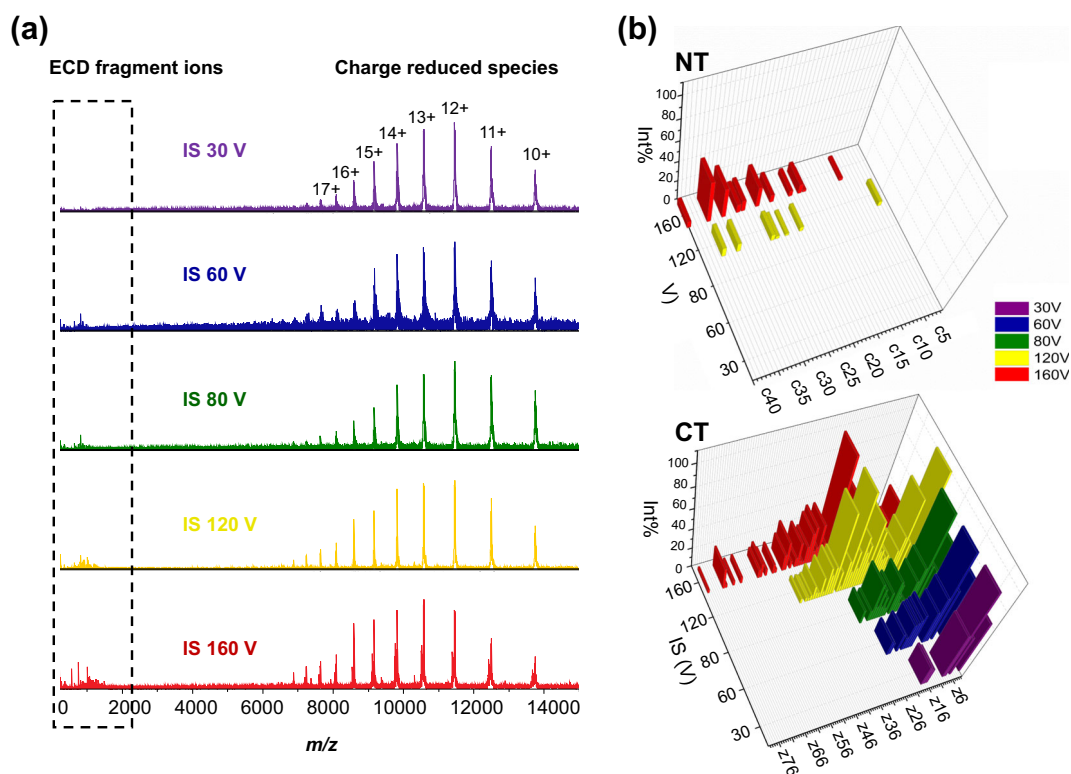 (a)
ECD fragment ions
Charge reduced species
IS 30 V
17+
16+
15+
14+
13+
12+
11+
10+
IS 60 V
IS 80 V
IS 120 V
IS 160 V
0
2000
4000
6000
8000
10000
12000
14000
m/z
(b)
NT
Int%
100
80
60
40
20
0
160
120
80
60
30
V)
c40
c35
c30
c25
c20
c15
c10
c5
30V
60V
80V
120V
160V
CT
Int%
100
80
60
40
20
0
160
120
80
60
30
IS (V)
z76
z66
z56
z46
z36
z26
z16
z6